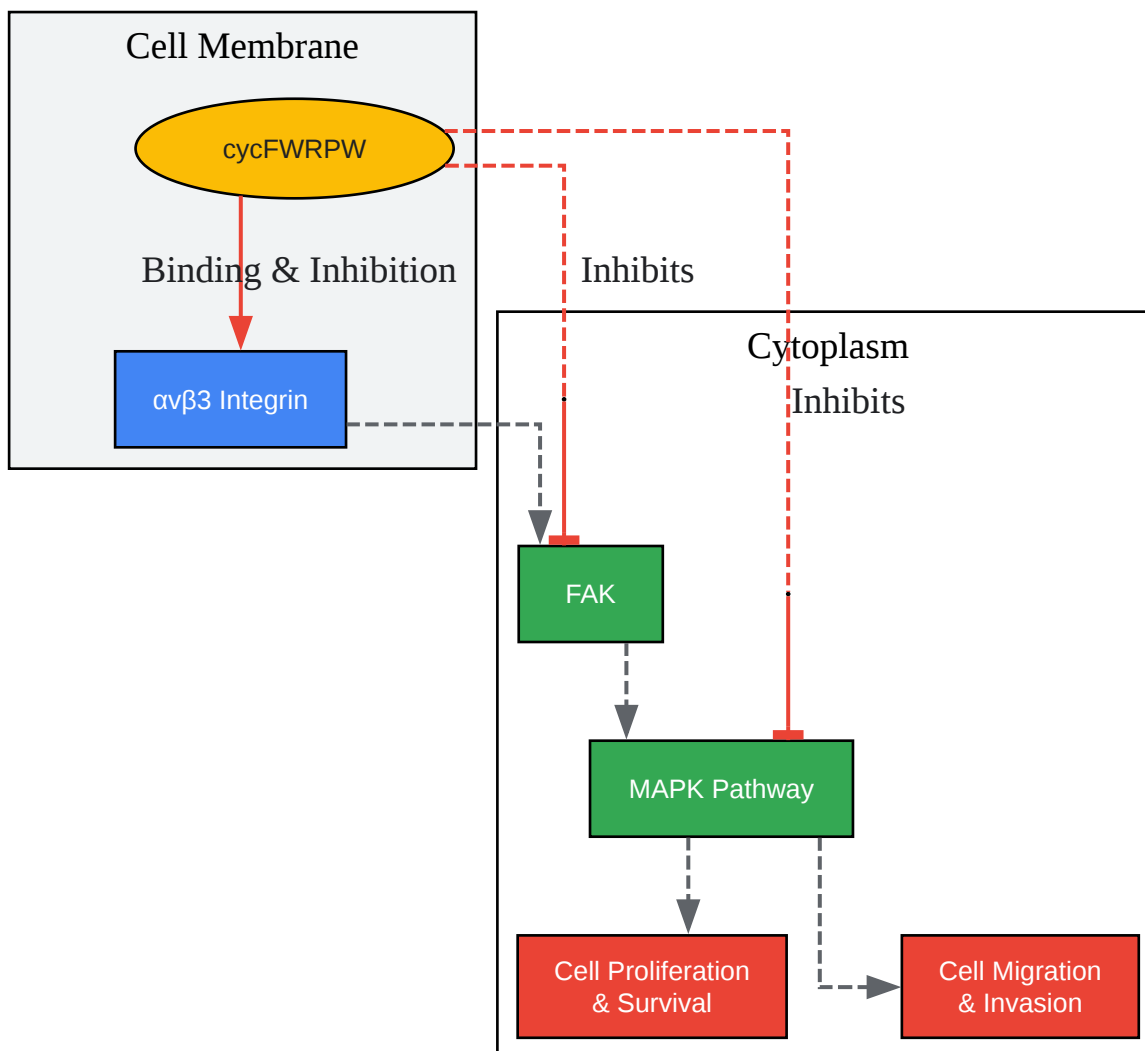 Cell Membrane
cycFWRPW
Binding & Inhibition
Inhibits
Cytoplasm
αvβ3 Integrin
Inhibits
FAK
MAPK Pathway
Cell Proliferation
& Survival
Cell Migration
& Invasion